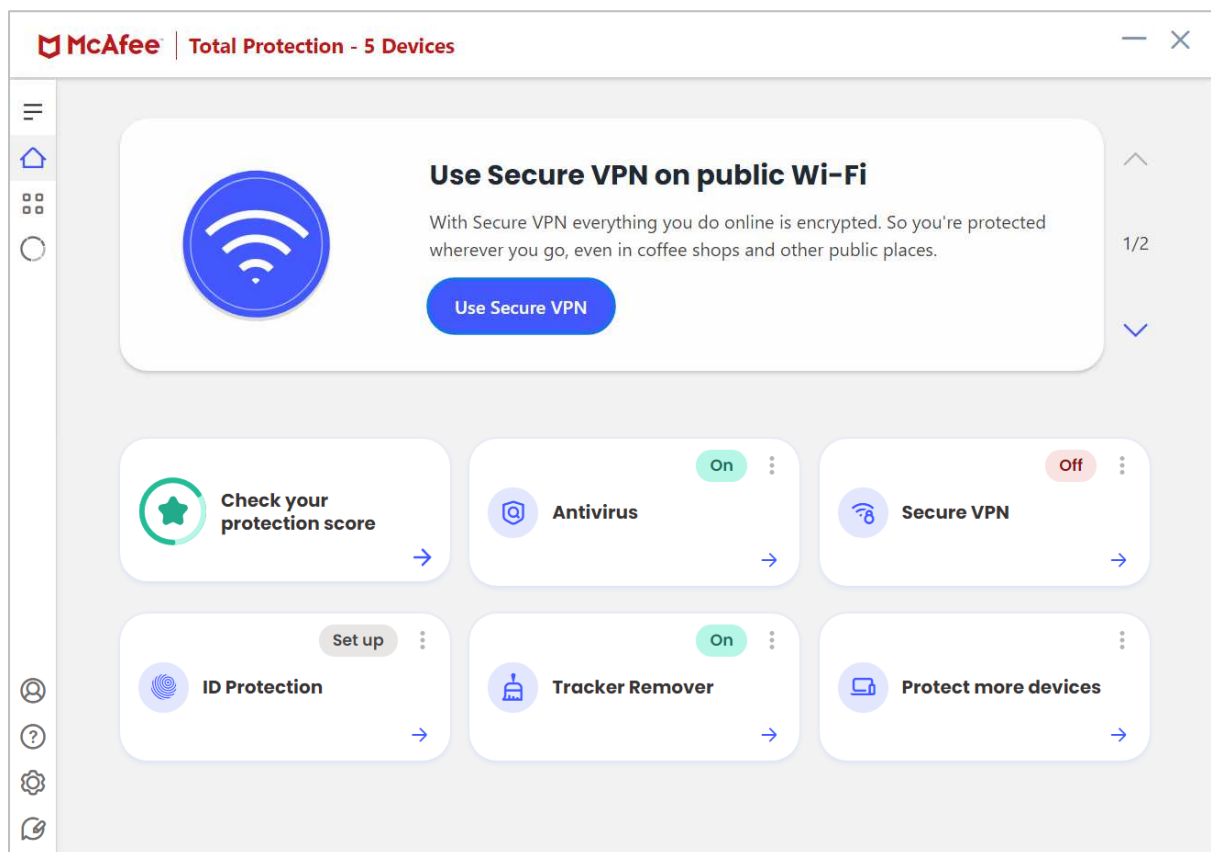 McAfee™ Total Protection - 5 Devices
Use Secure VPN on public Wi-Fi
With Secure VPN everything you do online is encrypted. So you're protected
wherever you go, even in coffee shops and other public places.
Use Secure VPN
1/2
Check your
protection score
On
Antivirus
Off
Secure VPN
Set up
ID Protection
On
Tracker Remover
Protect more devices